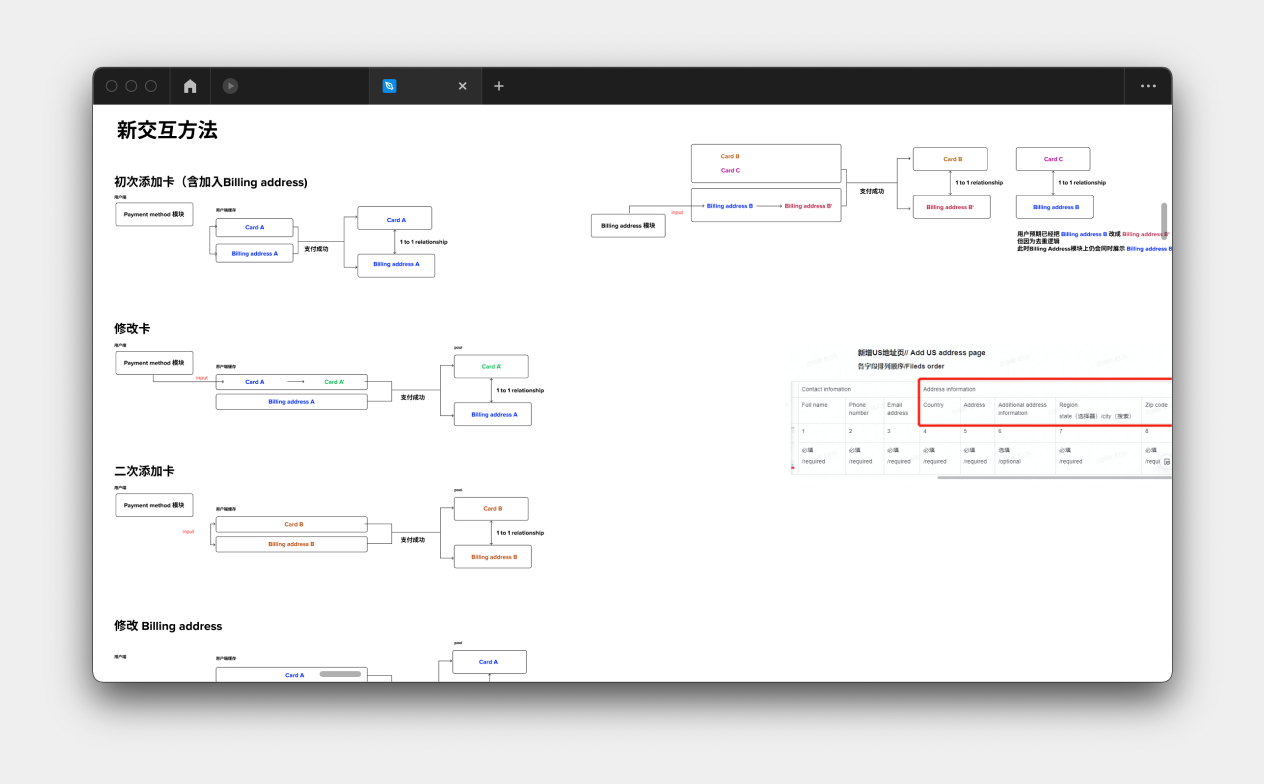 新交互方法
初次添加卡（含加入Billing address)
用户端
Payment method 模块
用户端缓存
Card A
Billing address A
支付成功
Card A
1 to 1 relationship
Billing address A
修改卡
用户端
Payment method 模块
input
用户端缓存
Card A
Card A'
Billing address A
支付成功
pool
Card A'
1 to 1 relationship
Billing address A
二次添加卡
用户端
Payment method 模块
input
用户端缓存
Card B
Billing address B
支付成功
pool
Card B
1 to 1 relationship
Billing address B
修改 Billing address
用户端
用户端缓存
Card A
pool
Card A
Card B
Card C
Billing address B
Billing address B'
input
Billing address 模块
支付成功
Card B
1 to 1 relationship
Billing address B'
Card C
1 to 1 relationship
Billing address B
用户预期已经把 Billing address B 改成 Billing address B'
但因为去重逻辑
此时Billing Address模块上仍会同时展示 Billing address B
新增US地址页// Add US address page
各字段排列顺序/Fileds order
Contact infomation
Address information
Full name
Phone number
Email address
Country
Address
Additional address information
Region
state（选择器）/city（搜索）
Zip code
1
2
3
4
5
6
7
8
必填 /required
必填 /required
必填 /required
必填 /required
必填 /required
选填 /optional
必填 /required
必填 /requi